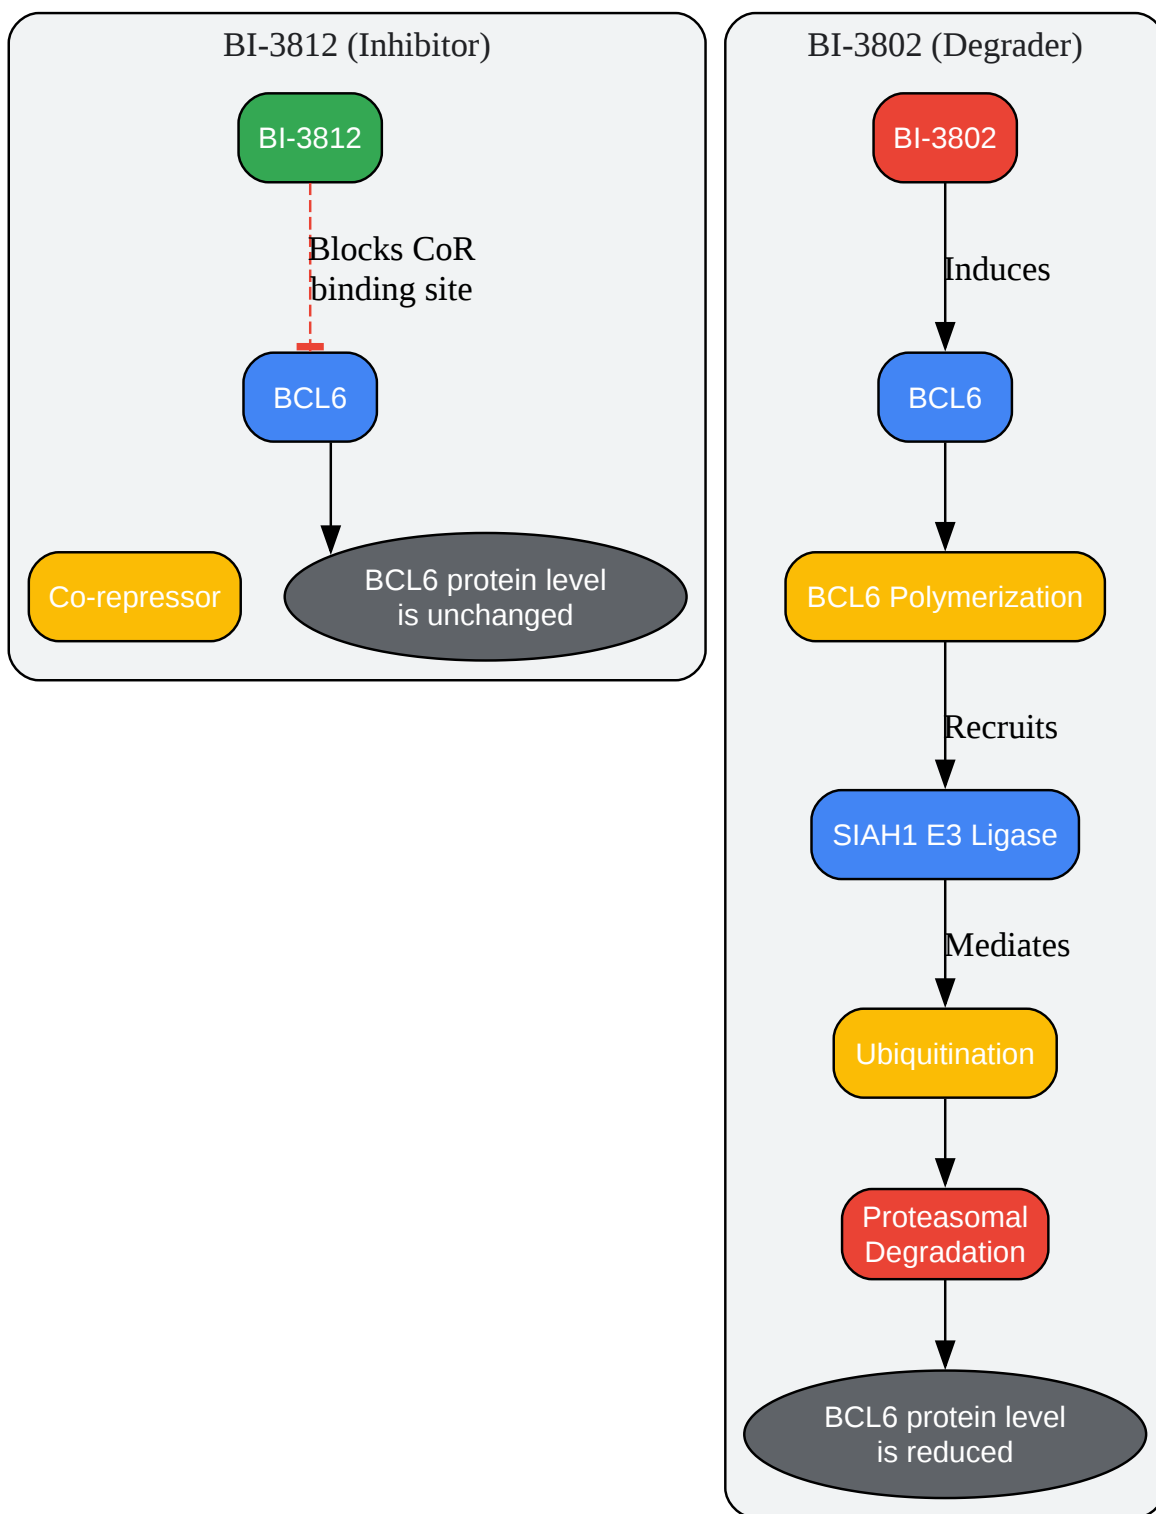 BI-3812 (Inhibitor)
BI-3812
Blocks CoR
binding site
BCL6
Co-repressor
BCL6 protein level
is unchanged
BI-3802 (Degrader)
BI-3802
Induces
BCL6
BCL6 Polymerization
Recruits
SIAH1 E3 Ligase
Mediates
Ubiquitination
Proteasomal
Degradation
BCL6 protein level
is reduced